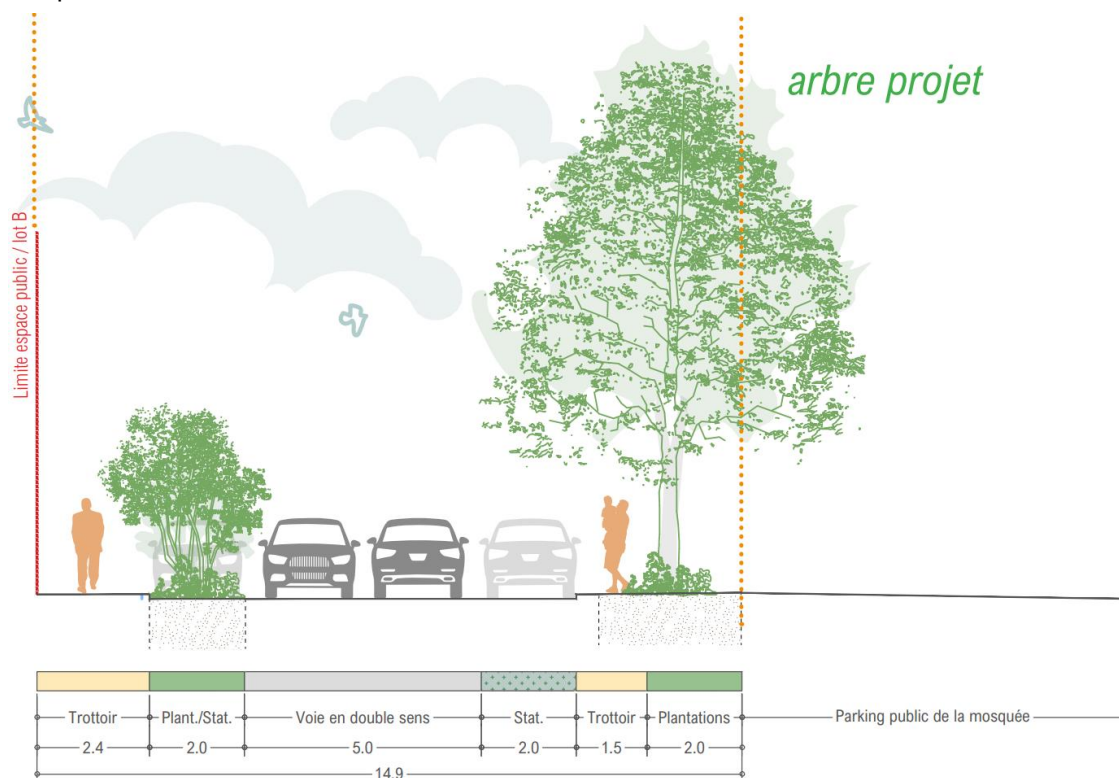 arbre projet
Limite espace public / lot B
Trottoir
Plant./Stat.
Voie en double sens
Stat.
Trottoir
Plantations
Parking public de la mosquée
2.4
2.0
5.0
2.0
1.5
2.0
14.9